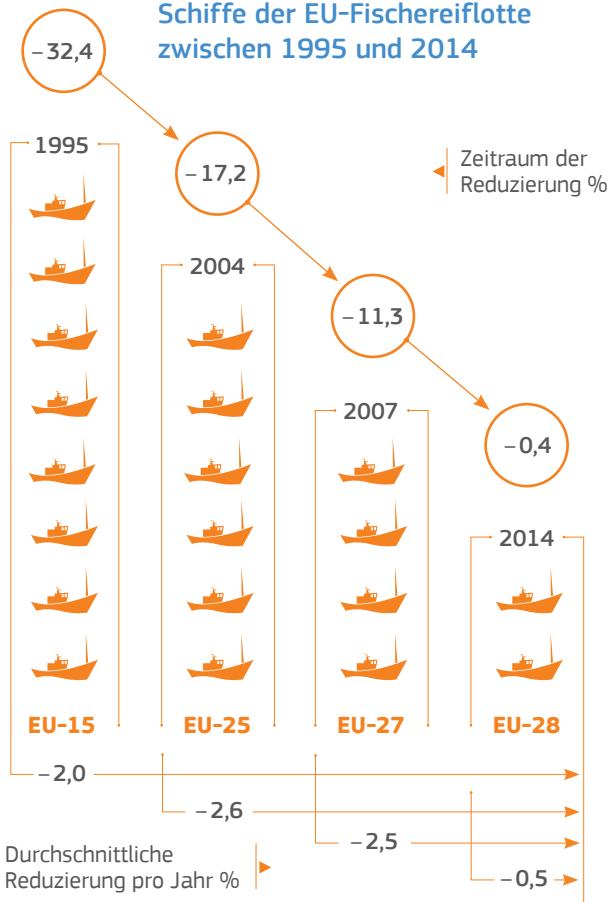 Schiffe der EU-Fischereiflotte
zwischen 1995 und 2014
– 32,4
1995
– 17,2
Zeitraum der
Reduzierung %
2004
– 11,3
2007
– 0,4
2014
EU-15
EU-25
EU-27
EU-28
– 2,0
– 2,6
– 2,5
Durchschnittliche
Reduzierung pro Jahr %
– 0,5